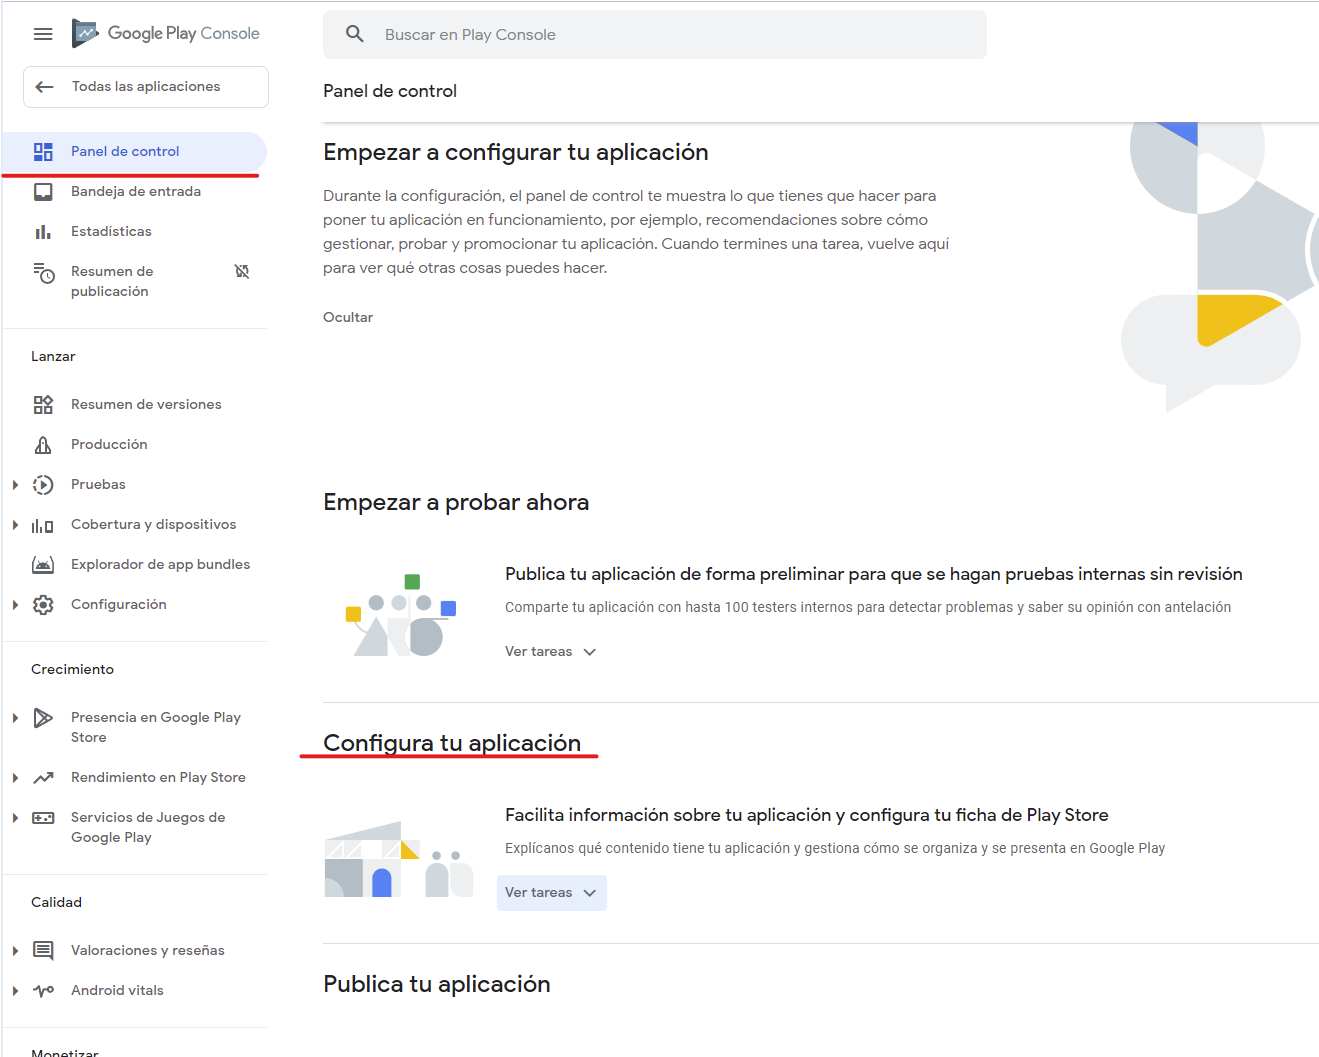 Google Play Console
Buscar en Play Console
Todas las aplicaciones
Panel de control
Bandeja de entrada
Estadísticas
Resumen de
publicación
Lanzar
Resumen de versiones
Producción
Pruebas
Cobertura y dispositivos
Explorador de app bundles
Configuración
Crecimiento
Presencia en Google Play
Store
Rendimiento en Play Store
Servicios de Juegos de
Google Play
Calidad
Valoraciones y reseñas
Android vitals
Monetizar
Panel de control
Empezar a configurar tu aplicación
Durante la configuración, el panel de control te muestra lo que tienes que hacer para
poner tu aplicación en funcionamiento, por ejemplo, recomendaciones sobre cómo
gestionar, probar y promocionar tu aplicación. Cuando termines una tarea, vuelve aquí
para ver qué otras cosas puedes hacer.
Ocultar
Empezar a probar ahora
Publica tu aplicación de forma preliminar para que se hagan pruebas internas sin revisión
Comparte tu aplicación con hasta 100 testers internos para detectar problemas y saber su opinión con antelación
Ver tareas
Configura tu aplicación
Facilita información sobre tu aplicación y configura tu ficha de Play Store
Explícanos qué contenido tiene tu aplicación y gestiona cómo se organiza y se presenta en Google Play
Ver tareas
Publica tu aplicación